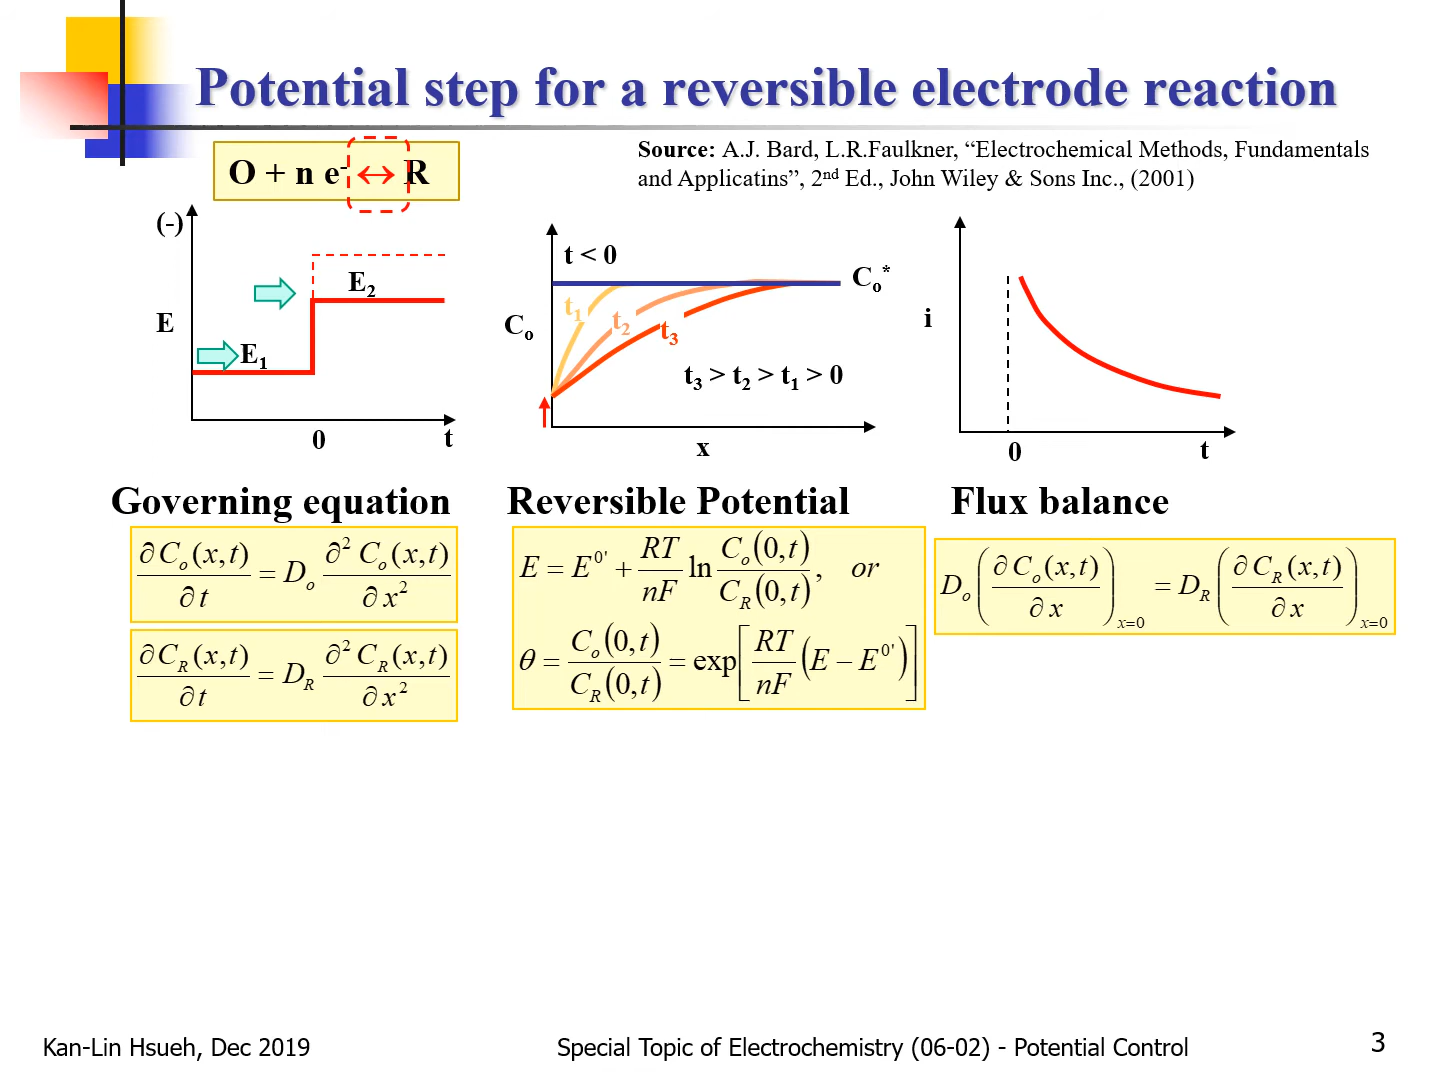 Potential step for a reversible electrode reaction
O + n e- ↔ R
Source: A.J. Bard, L.R.Faulkner, “Electrochemical Methods, Fundamentals
and Applicatins”, 2nd Ed., John Wiley & Sons Inc., (2001)
(-)
E
E2
E1
0
t
t < 0
Co*
Co
t1
t2
t3
t3 > t2 > t1 > 0
x
i
0
t
Governing equation
∂Co(x,t)/∂t = Do ∂²Co(x,t)/∂x²
∂CR(x,t)/∂t = DR ∂²CR(x,t)/∂x²
Reversible Potential
E = E0' + RT/nF ln Co(0,t)/CR(0,t), or
θ = Co(0,t)/CR(0,t) = exp[RT/nF (E − E0')]
Flux balance
Do (∂Co(x,t)/∂x)x=0 = DR (∂CR(x,t)/∂x)x=0
Kan-Lin Hsueh, Dec 2019
Special Topic of Electrochemistry (06-02) - Potential Control
3